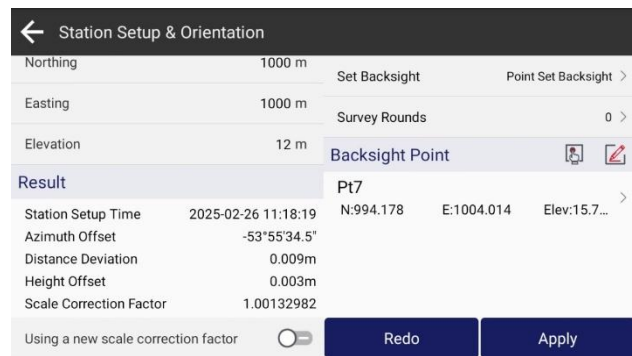 Station Setup & Orientation
Northing 1000 m
Easting 1000 m
Elevation 12 m
Result
Station Setup Time 2025-02-26 11:18:19
Azimuth Offset -53°55'34.5"
Distance Deviation 0.009m
Height Offset 0.003m
Scale Correction Factor 1.00132982
Using a new scale correction factor
Set Backsight Point Set Backsight >
Survey Rounds 0 >
Backsight Point
Pt7
N:994.178 E:1004.014 Elev:15.7... >
Redo Apply